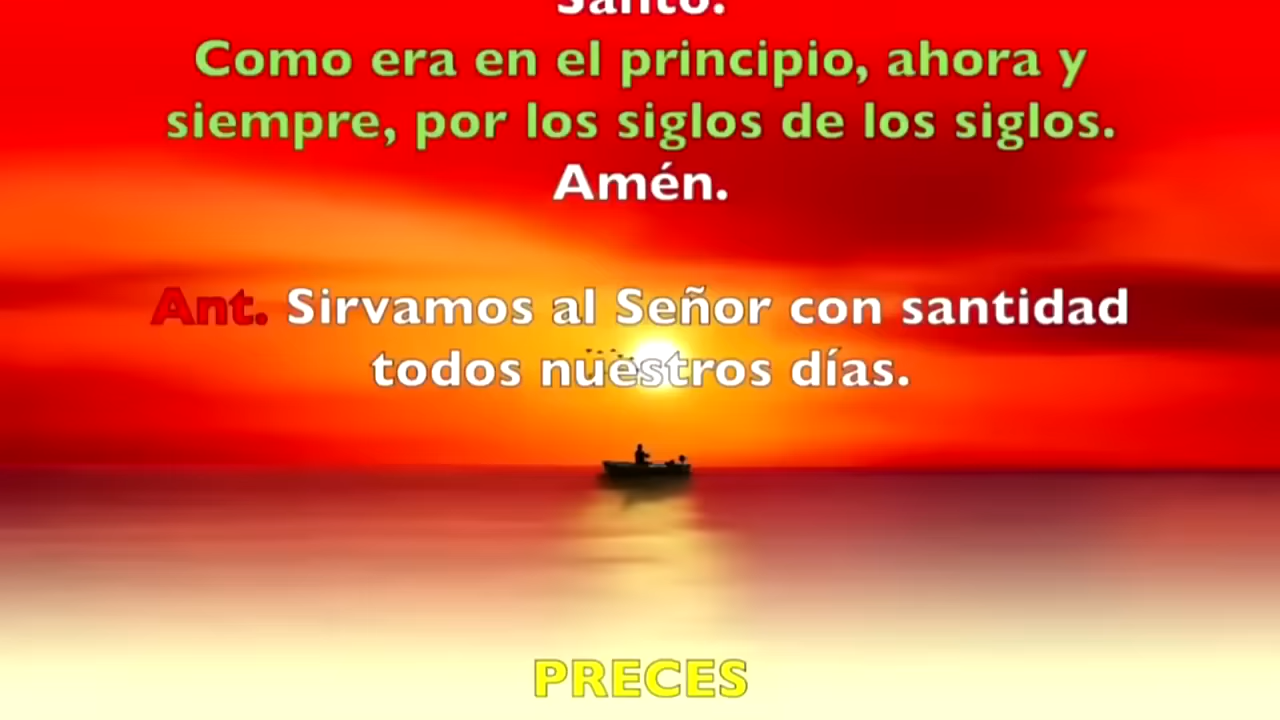 Santo.
Como era en el principio, ahora y
siempre, por los siglos de los siglos.
Amén.
Ant. Sirvamos al Señor con santidad
todos nuestros días.
PRECES